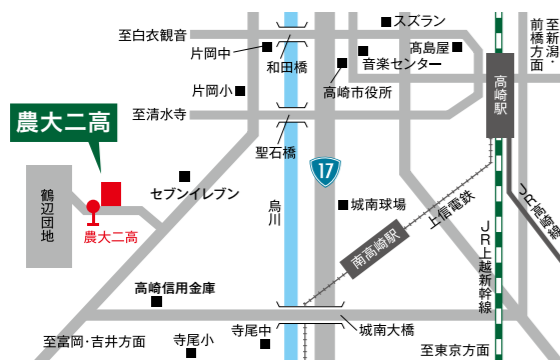 スズラン
至白衣観音
片岡中
和田橋
音楽センター
髙島屋
至新潟・
前橋方面
高崎市役所
高崎駅
片岡小
至清水寺
聖石橋
農大二高
17
セブンイレブン
鶴辺団地
農大二高
烏川
城南球場
上信電鉄
JR高崎線
南高崎駅
JR上越新幹線
高崎信用金庫
至富岡・吉井方面
寺尾小
寺尾中
城南大橋
至東京方面